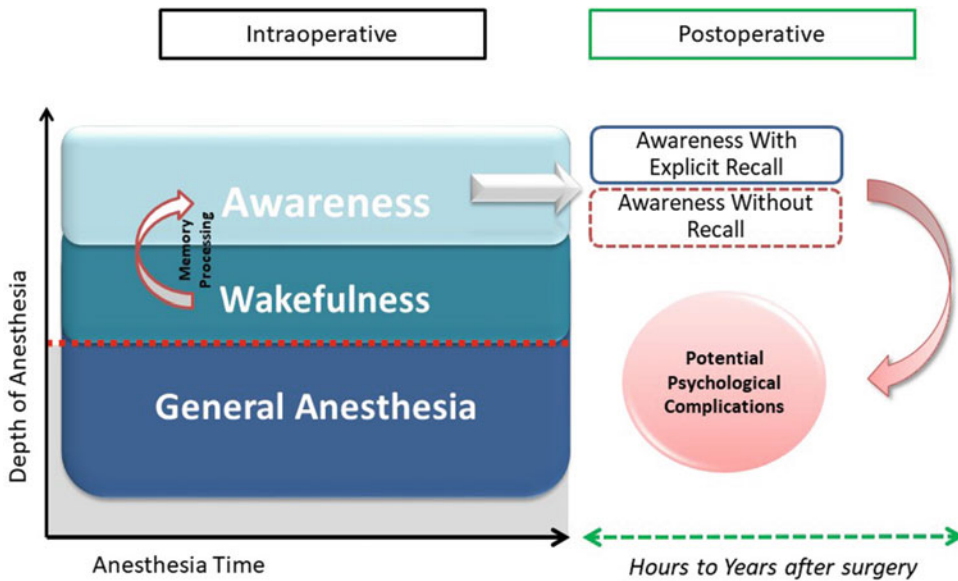 Intraoperative
Postoperative
Depth of Anesthesia
Awareness
Memory
Processing
Wakefulness
General Anesthesia
Awareness With
Explicit Recall
Awareness Without
Recall
Potential
Psychological
Complications
Anesthesia Time
Hours to Years after surgery